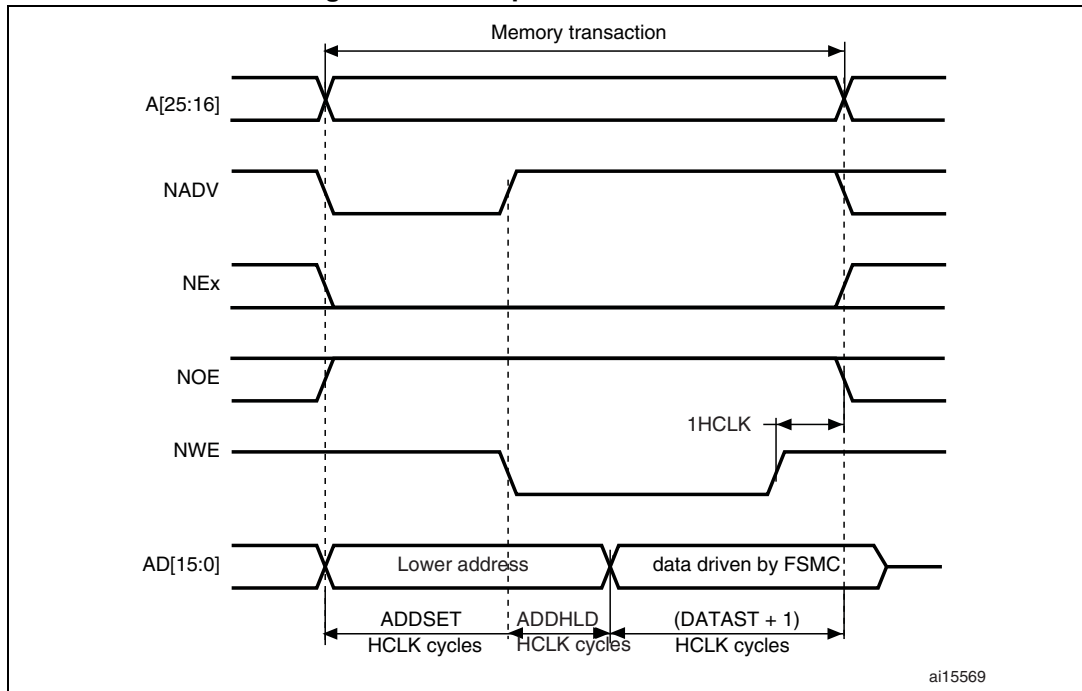 Memory transaction
A[25:16]
NADV
NEx
NOE
1HCLK
NWE
AD[15:0]
Lower address
data driven by FSMC
ADDSET
HCLK cycles
ADDHLD
HCLK cycles
(DATAST + 1)
HCLK cycles
ai15569